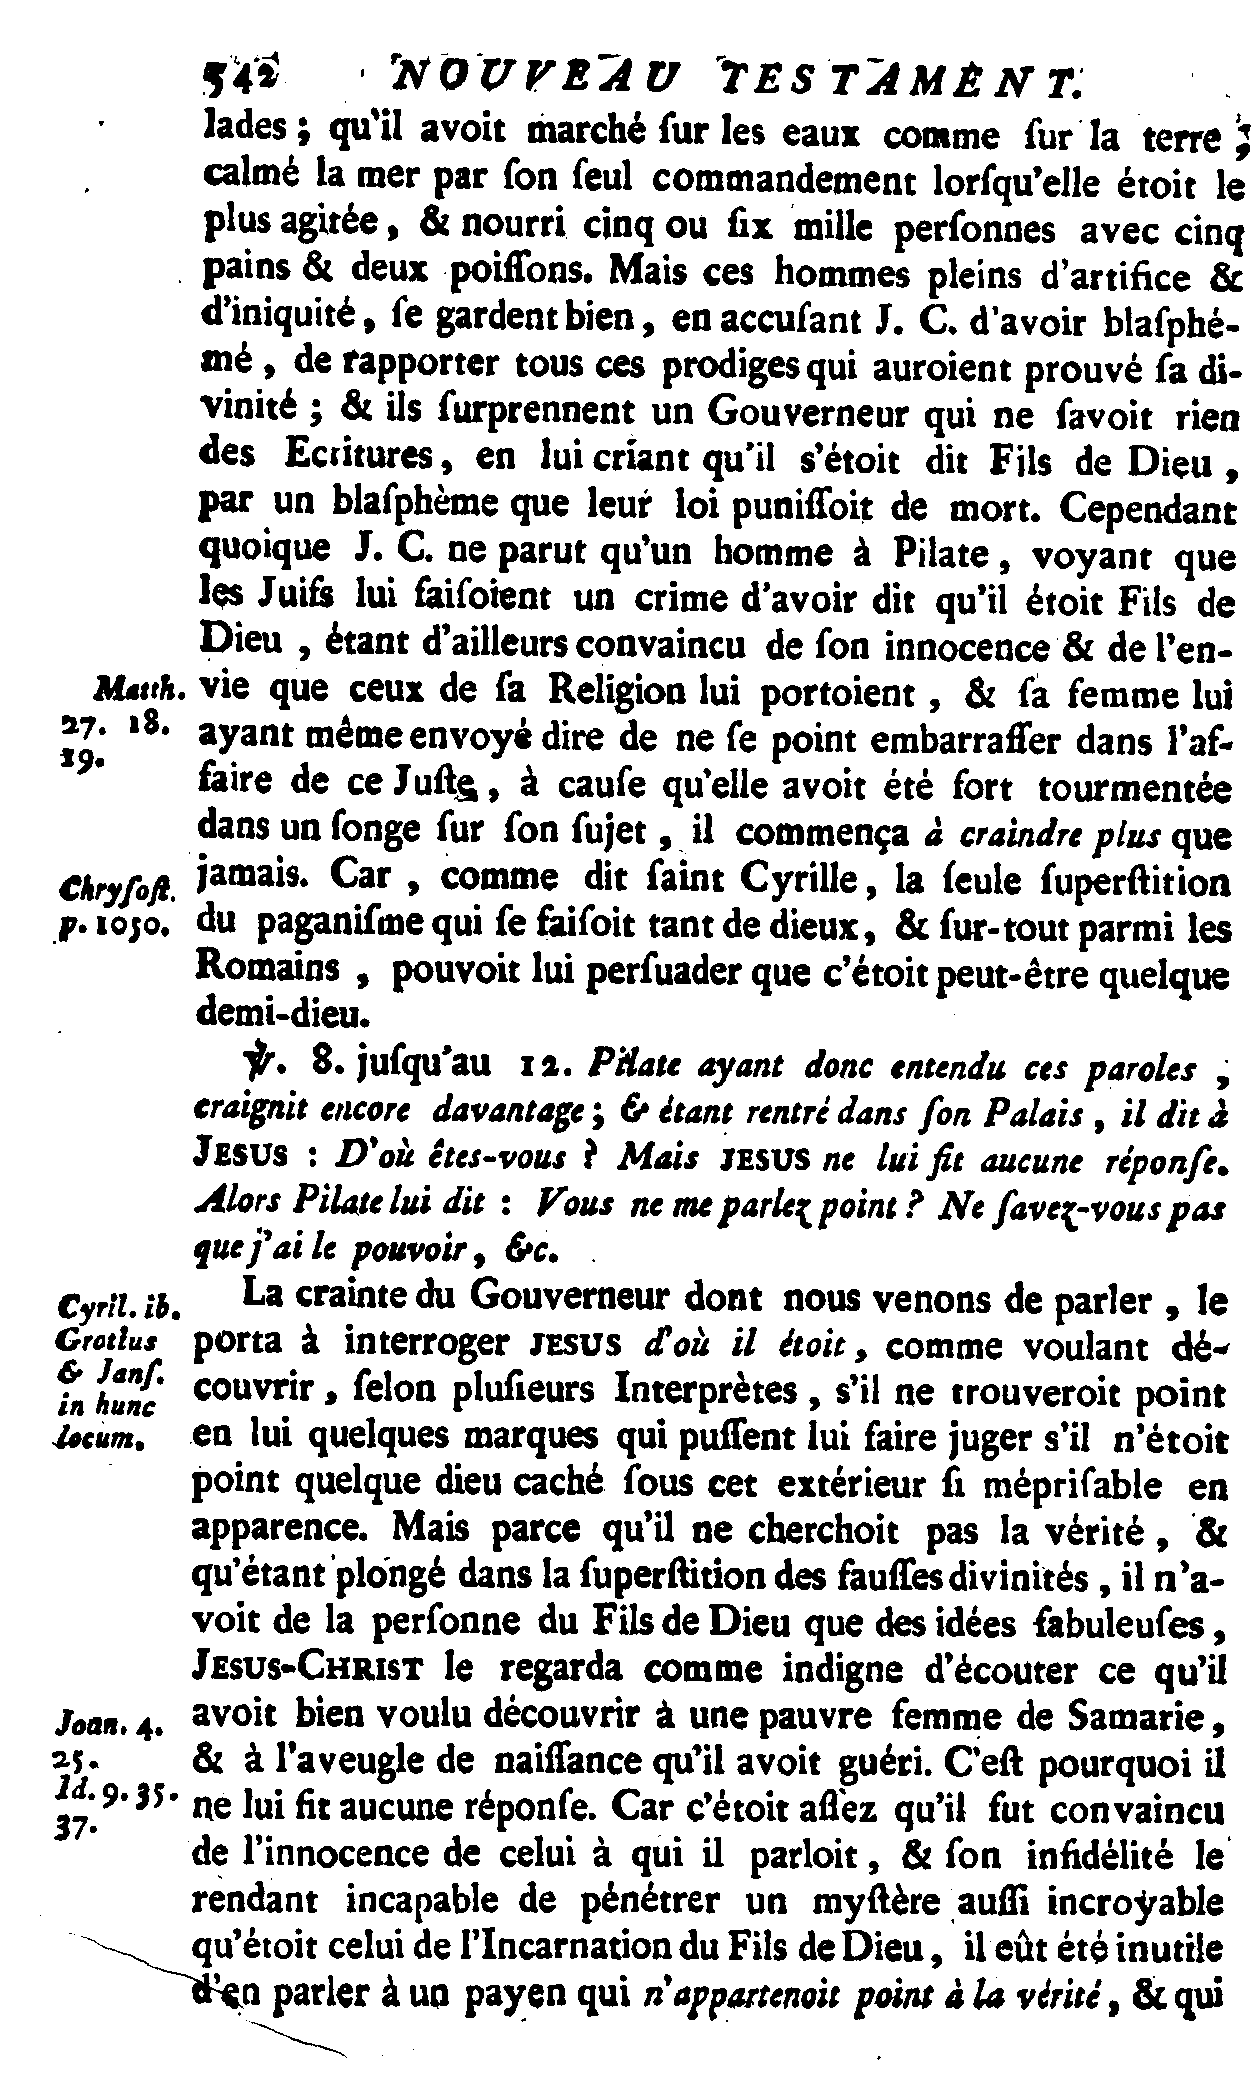 542 NOUVEAU TESTAMENT.
lades ; qu'il avoit marché ſur les eaux comme ſur la terre ;
calmé la mer par ſon ſeul commandement lorſqu'elle étoit le
plus agitée, & nourri cinq ou ſix mille perſonnes avec cinq
pains & deux poiſſons. Mais ces hommes pleins d'artifice &
d'iniquité, ſe gardent bien, en accuſant J. C. d'avoir blaſphé-
mé, de rapporter tous ces prodiges qui auroient prouvé ſa di-
vinité ; & ils ſurprennent un Gouverneur qui ne ſavoit rien
des Ecritures, en lui criant qu'il s'étoit dit Fils de Dieu,
par un blaſphème que leur loi puniſſoit de mort. Cependant
quoique J. C. ne parut qu'un homme à Pilate, voyant que
les Juifs lui faiſoient un crime d'avoir dit qu'il étoit Fils de
Dieu, étant d'ailleurs convaincu de ſon innocence & de l'en-
Matth. vie que ceux de ſa Religion lui portoient, & ſa femme lui
27. 18. ayant même envoyé dire de ne ſe point embarraſſer dans l'af-
19. faire de ce Juſte, à cauſe qu'elle avoit été fort tourmentée
dans un ſonge ſur ſon ſujet, il commença à craindre plus que
Chryſoſt. jamais. Car, comme dit ſaint Cyrille, la ſeule ſuperſtition
p. 1050. du paganiſme qui ſe faiſoit tant de dieux, & ſur-tout parmi les
Romains, pouvoit lui perſuader que c'étoit peut-être quelque
demi-dieu.
℣. 8. juſqu'au 12. Pilate ayant donc entendu ces paroles,
craignit encore davantage ; & étant rentré dans ſon Palais, il dit à
JESUS : D'où êtes-vous ? Mais JESUS ne lui fit aucune réponſe.
Alors Pilate lui dit : Vous ne me parlez point ? Ne ſavez-vous pas
que j'ai le pouvoir, &c.
Cyril. ib. La crainte du Gouverneur dont nous venons de parler, le
Grotius porta à interroger JESUS d'où il étoit, comme voulant dé-
& Janſ. couvrir, ſelon pluſieurs Interprètes, s'il ne trouveroit point
in hunc
locum. en lui quelques marques qui puſſent lui faire juger s'il n'étoit
point quelque dieu caché ſous cet extérieur ſi mépriſable en
apparence. Mais parce qu'il ne cherchoit pas la vérité, &
qu'étant plongé dans la ſuperſtition des fauſſes divinités, il n'a-
voit de la perſonne du Fils de Dieu que des idées fabuleuſes,
JESUS-CHRIST le regarda comme indigne d'écouter ce qu'il
Joan. 4. avoit bien voulu découvrir à une pauvre femme de Samarie,
25. & à l'aveugle de naiſſance qu'il avoit guéri. C'eſt pourquoi il
Id. 9. 35. ne lui fit aucune réponſe. Car c'étoit aſſez qu'il fut convaincu
37. de l'innocence de celui à qui il parloit, & ſon infidélité le
rendant incapable de pénétrer un myſtère auſſi incroyable
qu'étoit celui de l'Incarnation du Fils de Dieu, il eût été inutile
d'en parler à un payen qui n'appartenoit point à la vérité, & qui